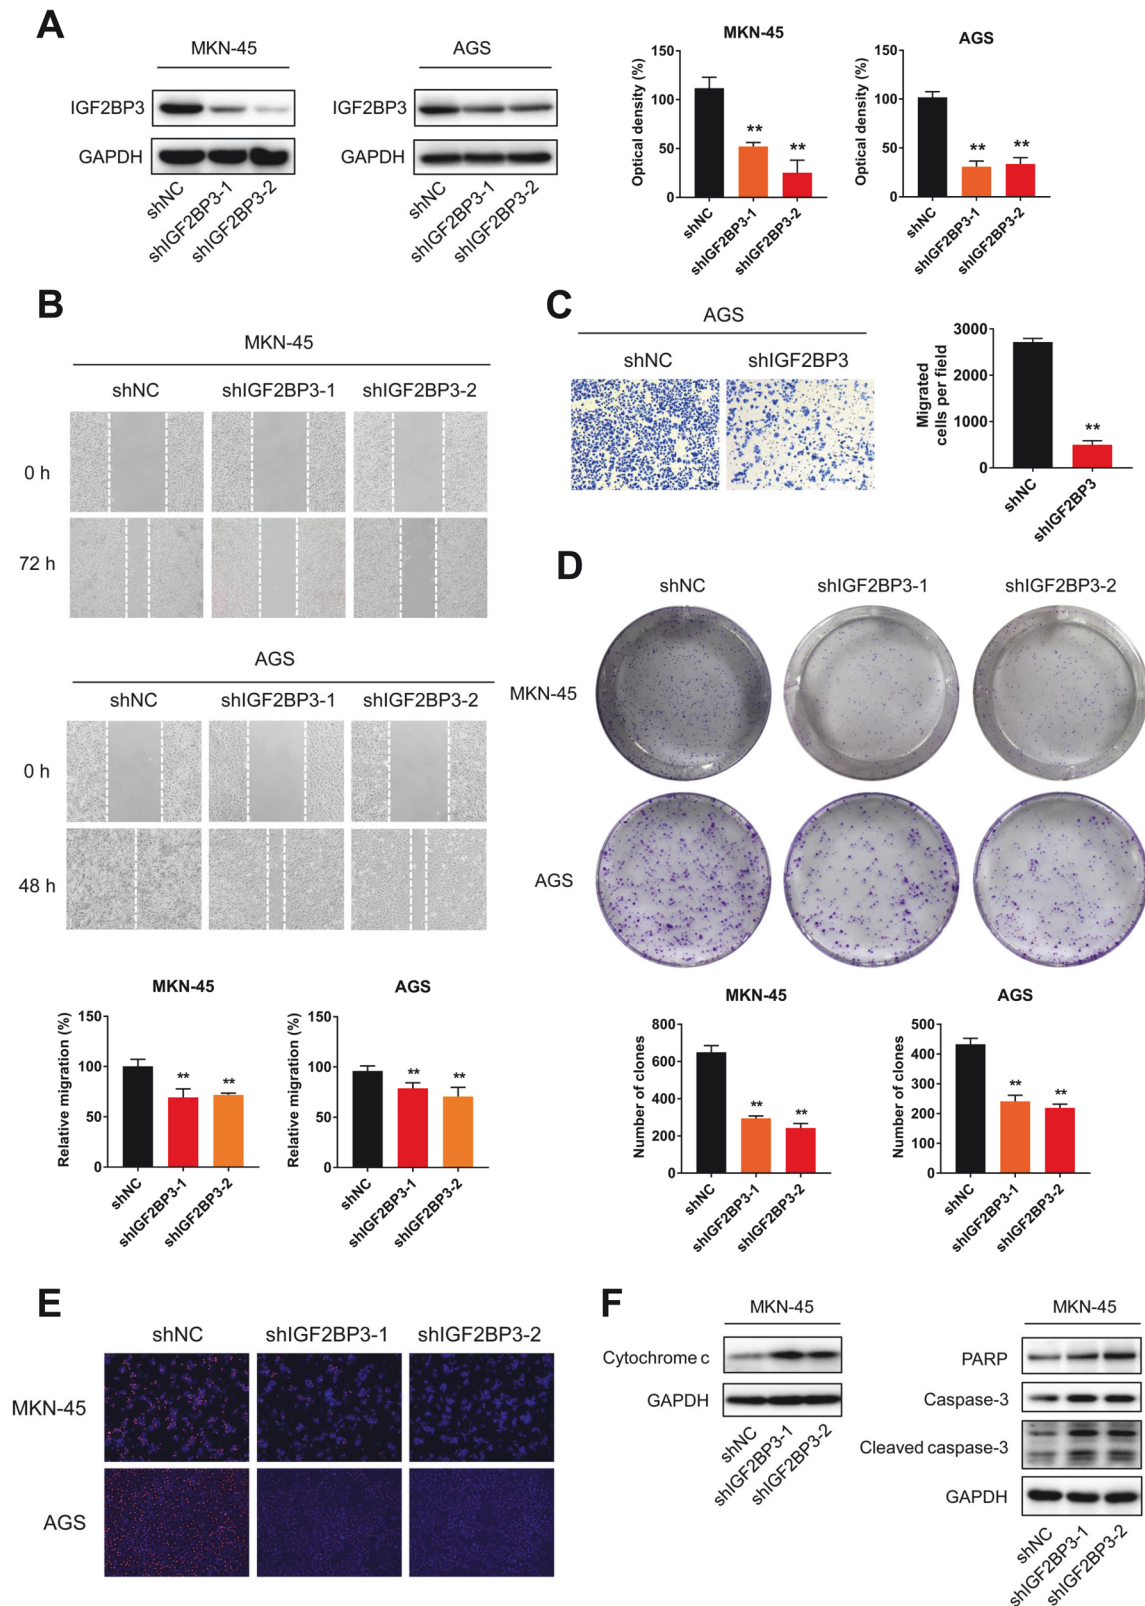 A
MKN-45
AGS
IGF2BP3
GAPDH
shNC
shIGF2BP3-1
shIGF2BP3-2
IGF2BP3
GAPDH
shNC
shIGF2BP3-1
shIGF2BP3-2
MKN-45
Optical density (%)
150
100
50
0
**
**
shNC
shIGF2BP3-1
shIGF2BP3-2
AGS
Optical density (%)
150
100
50
0
**
**
shNC
shIGF2BP3-1
shIGF2BP3-2
B
MKN-45
shNC shIGF2BP3-1 shIGF2BP3-2
0 h
72 h
AGS
shNC shIGF2BP3-1 shIGF2BP3-2
0 h
48 h
MKN-45
Relative migration (%)
150
100
50
0
**
**
shNC
shIGF2BP3-1
shIGF2BP3-2
AGS
Relative migration (%)
150
100
50
0
**
**
shNC
shIGF2BP3-1
shIGF2BP3-2
C
AGS
shNC shIGF2BP3
Migrated
cells per field
3000
2000
1000
0
**
shNC
shIGF2BP3
D
shNC shIGF2BP3-1 shIGF2BP3-2
MKN-45
AGS
MKN-45
Number of clones
800
600
400
200
0
**
**
shNC
shIGF2BP3-1
shIGF2BP3-2
AGS
Number of clones
500
400
300
200
100
0
**
**
shNC
shIGF2BP3-1
shIGF2BP3-2
E
shNC shIGF2BP3-1 shIGF2BP3-2
MKN-45
AGS
F
MKN-45
Cytochrome c
GAPDH
shNC
shIGF2BP3-1
shIGF2BP3-2
MKN-45
PARP
Caspase-3
Cleaved caspase-3
GAPDH
shNC
shIGF2BP3-1
shIGF2BP3-2